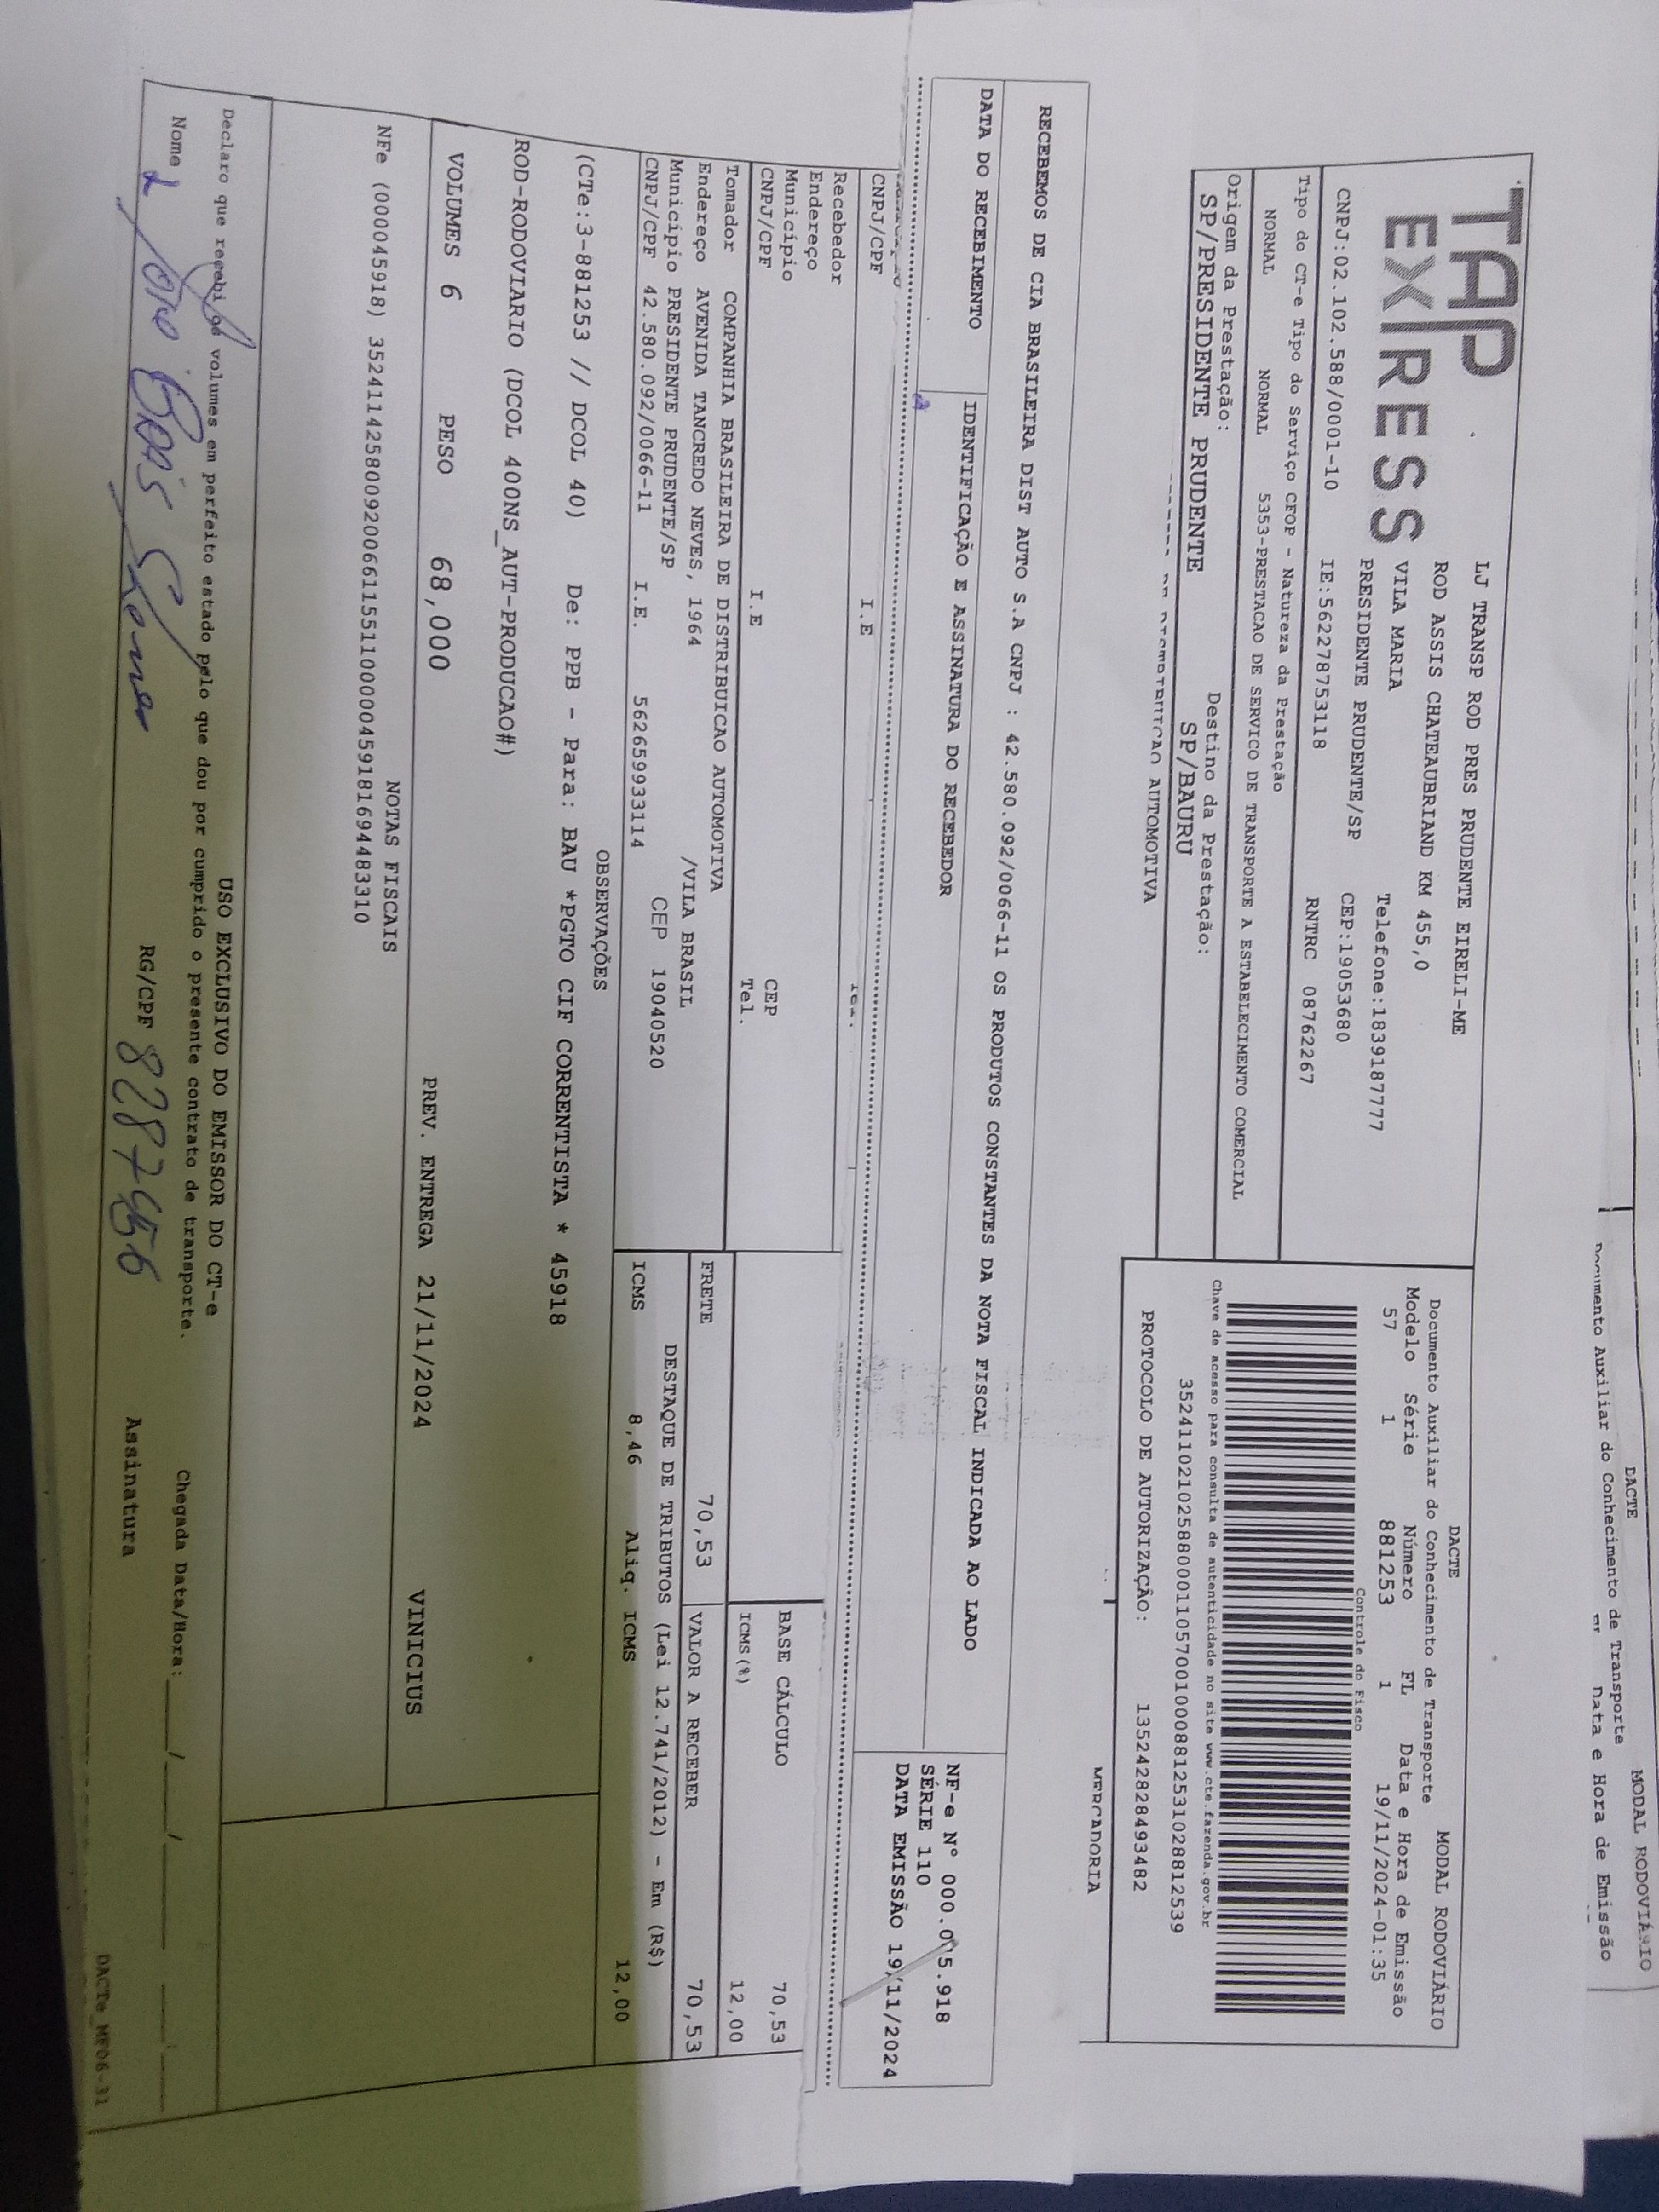 DACTE
MODAL RODOVIÁRIO
Documento Auxiliar do Conhecimento de Transporte
Data e Hora de Emissão
TAP
EXPRESS
LJ TRANSP ROD PRES PRUDENTE EIRELI-ME
ROD ASSIS CHATEAUBRIAND KM 455,0
VILA MARIA Telefone:1839187777
PRESIDENTE PRUDENTE/SP CEP:19053680
CNPJ:02.102.588/0001-10 IE:562278753118 RNTRC 08762267
Tipo do CT-e Tipo do Serviço CFOP - Natureza da Prestação
NORMAL NORMAL 5353-PRESTACAO DE SERVICO DE TRANSPORTE A ESTABELECIMENTO COMERCIAL
Origem da Prestação: Destino da Prestação:
SP/PRESIDENTE PRUDENTE SP/BAURU
DACTE MODAL RODOVIÁRIO
Documento Auxiliar do Conhecimento de Transporte
Modelo Série Número FL Data e Hora de Emissão
57 1 881253 1 19/11/2024-01:35
Controle do Fisco
Chave de acesso para consulta de autenticidade no site www.cte.fazenda.gov.br
35241102102588000110570010008812531028812539
PROTOCOLO DE AUTORIZAÇÃO: 135242828493482
DE DISTRIBUICAO AUTOMOTIVA
MERCADORIA
RECEBEMOS DE CIA BRASILEIRA DIST AUTO S.A CNPJ : 42.580.092/0066-11 OS PRODUTOS CONSTANTES DA NOTA FISCAL INDICADA AO LADO
DATA DO RECEBIMENTO IDENTIFICAÇÃO E ASSINATURA DO RECEBEDOR
NF-e Nº 000.045.918
SÉRIE 110
DATA EMISSÃO 19/11/2024
CNPJ/CPF I.E
Recebedor
Endereço
Município CEP
CNPJ/CPF I.E Tel.
BASE CÁLCULO 70,53
ICMS(%) 12,00
Tomador COMPANHIA BRASILEIRA DE DISTRIBUICAO AUTOMOTIVA
Endereço AVENIDA TANCREDO NEVES, 1964 /VILA BRASIL
Município PRESIDENTE PRUDENTE/SP CEP 19040520
CNPJ/CPF 42.580.092/0066-11 I.E. 562659933114
FRETE 70,53 VALOR A RECEBER 70,53
DESTAQUE DE TRIBUTOS (Lei 12.741/2012) - Em (R$)
ICMS 8,46 Aliq. ICMS 12,00
OBSERVAÇÕES
(CTe:3-881253 // DCOL 40) De: PPB - Para: BAU *PGTO CIF CORRENTISTA * 45918
ROD-RODOVIARIO (DCOL 400NS_AUT-PRODUCAO#)
VOLUMES 6 PESO 68,000 PREV. ENTREGA 21/11/2024 VINICIUS
NOTAS FISCAIS
NFe (000045918) 35241142580092006611551100000459181694483310
USO EXCLUSIVO DO EMISSOR DO CT-e
Declaro que recebi os volumes em perfeito estado pelo que dou por cumprido o presente contrato de transporte.
Chegada Data/Hora: ___/___/___ ___:___
Nome RG/CPF Assinatura
DACTe_MF06-31